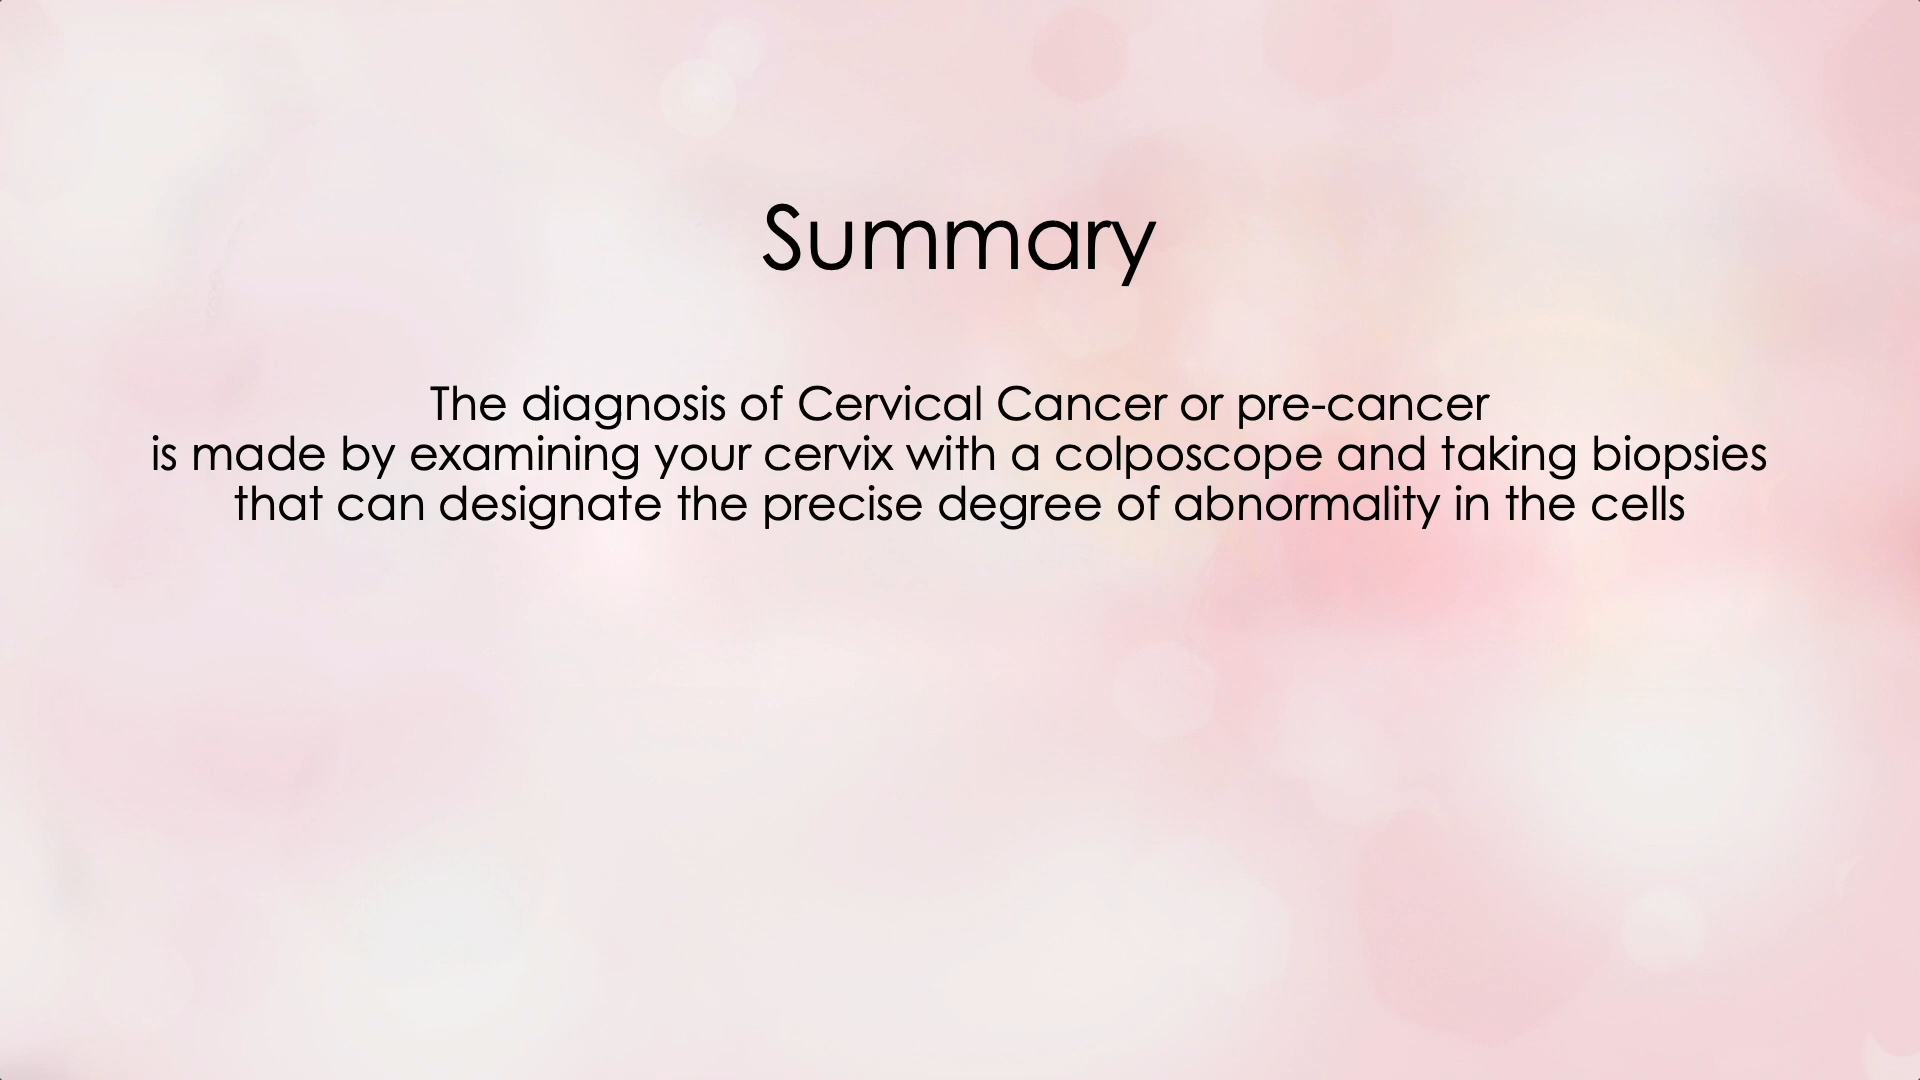 Summary
The diagnosis of Cervical Cancer or pre-cancer
is made by examining your cervix with a colposcope and taking biopsies
that can designate the precise degree of abnormality in the cells